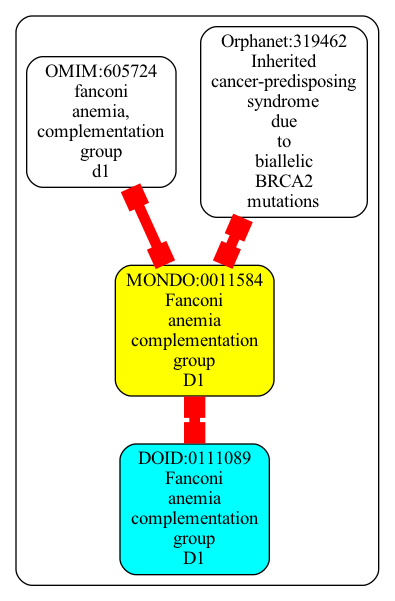 OMIM:605724
fanconi
anemia,
complementation
group
d1
Orphanet:319462
Inherited
cancer-predisposing
syndrome
due
to
biallelic
BRCA2
mutations
MONDO:0011584
Fanconi
anemia
complementation
group
D1
DOID:0111089
Fanconi
anemia
complementation
group
D1